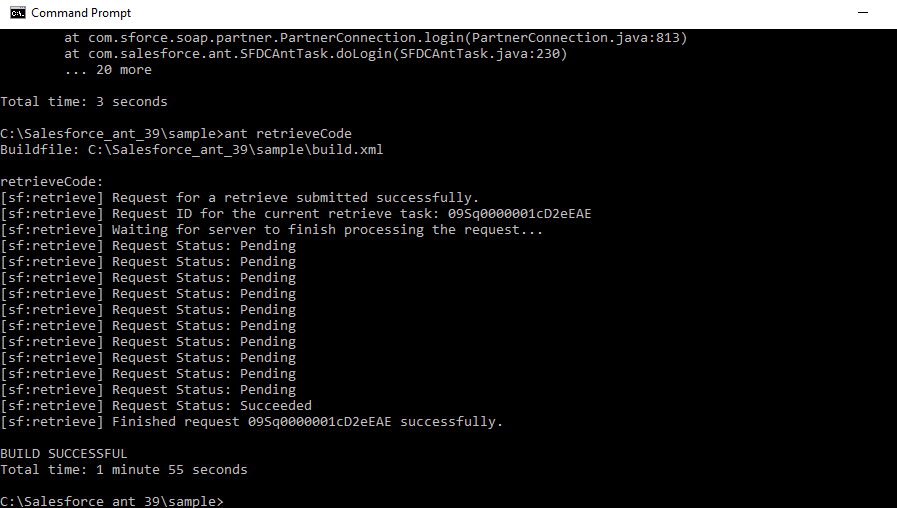 Command Prompt
at com.sforce.soap.partner.PartnerConnection.login(PartnerConnection.java:813)
at com.salesforce.ant.SFDCAntTask.doLogin(SFDCAntTask.java:230)
... 20 more
Total time: 3 seconds
C:\Salesforce_ant_39\sample>ant retrieveCode
Buildfile: C:\Salesforce_ant_39\sample\build.xml
retrieveCode:
[sf:retrieve] Request for a retrieve submitted successfully.
[sf:retrieve] Request ID for the current retrieve task: 09Sq0000001cD2eEAE
[sf:retrieve] Waiting for server to finish processing the request...
[sf:retrieve] Request Status: Pending
[sf:retrieve] Request Status: Pending
[sf:retrieve] Request Status: Pending
[sf:retrieve] Request Status: Pending
[sf:retrieve] Request Status: Pending
[sf:retrieve] Request Status: Pending
[sf:retrieve] Request Status: Pending
[sf:retrieve] Request Status: Pending
[sf:retrieve] Request Status: Pending
[sf:retrieve] Request Status: Pending
[sf:retrieve] Request Status: Succeeded
[sf:retrieve] Finished request 09Sq0000001cD2eEAE successfully.
BUILD SUCCESSFUL
Total time: 1 minute 55 seconds
C:\Salesforce_ant_39\sample>